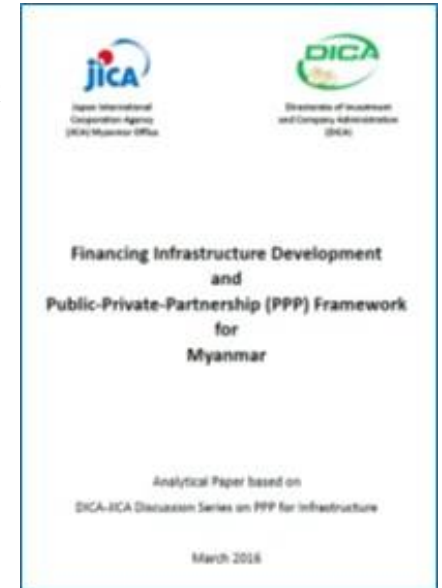 jICA
DICA
Japan International
Cooperation Agency
(JICA) Myanmar Office
Directorate of Investment
and Company Administration
(DICA)
Financing Infrastructure Development
and
Public-Private-Partnership (PPP) Framework
for
Myanmar
Analytical Paper based on
DICA-JICA Discussion Series on PPP for Infrastructure
March 2016